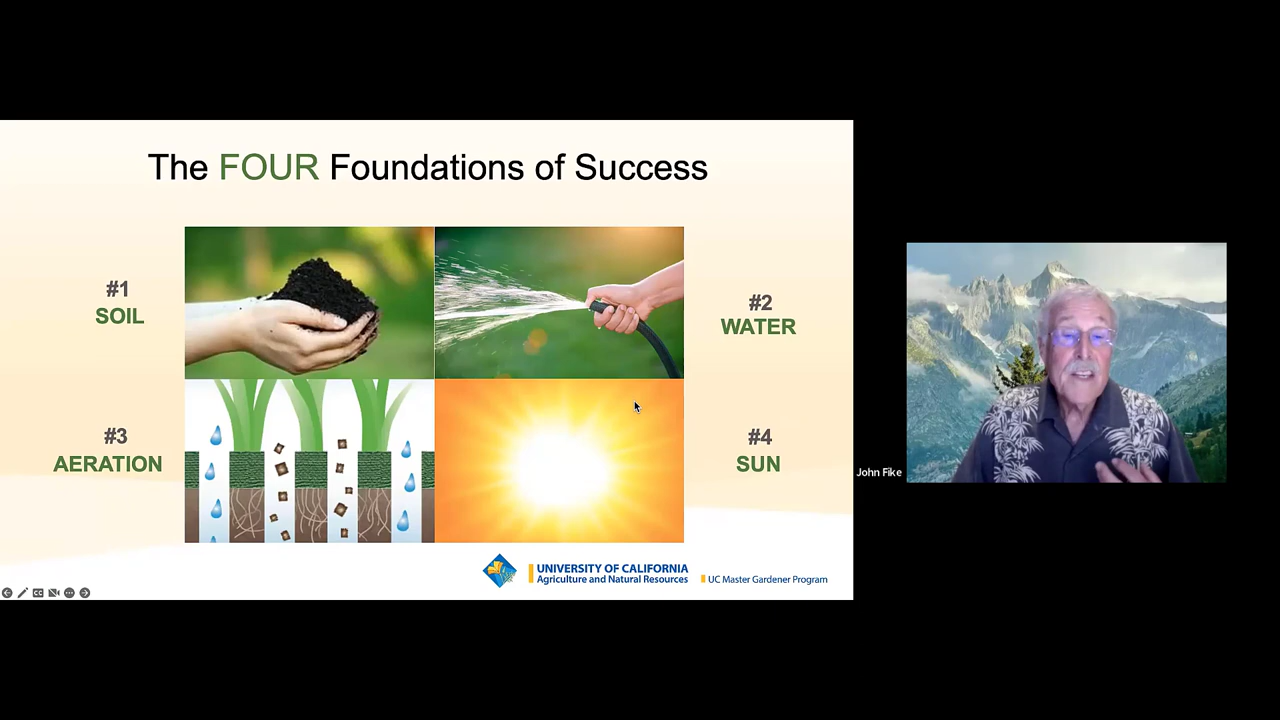 The FOUR Foundations of Success
#1
SOIL
#2
WATER
#3
AERATION
#4
SUN
UNIVERSITY OF CALIFORNIA
Agriculture and Natural Resources
UC Master Gardener Program
CC
John Fike